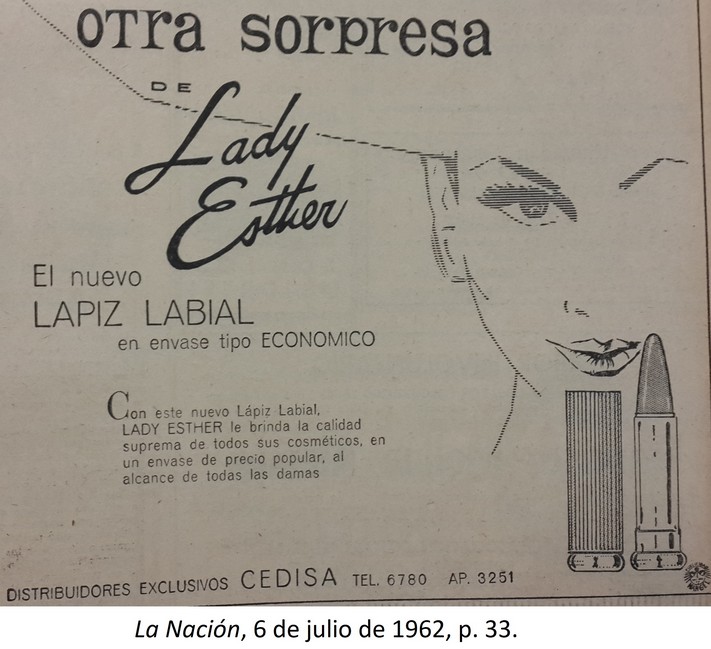 oTra sorpresa
DE
Lady
Esther
El nuevo
LAPIZ LABIAL
en envase tipo ECONOMICO
Con este nuevo Lápiz Labial,
LADY ESTHER le brinda la calidad
suprema de todos sus cosméticos, en
un envase de precio popular, al
alcance de todas las damas
DISTRIBUIDORES EXCLUSIVOS CEDISA TEL. 6780 AP. 3251
La Nación, 6 de julio de 1962, p. 33.